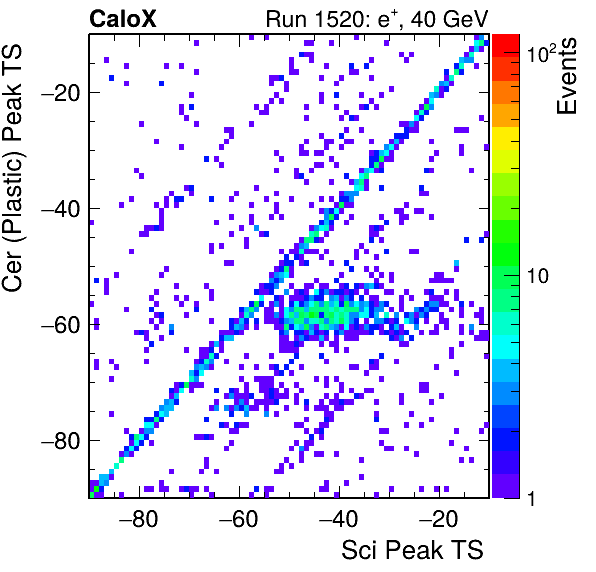 CaloX Run 1520: e⁺, 40 GeV
Cer (Plastic) Peak TS
−20
−40
−60
−80
−80 −60 −40 −20
Sci Peak TS
Events
10²
10
1